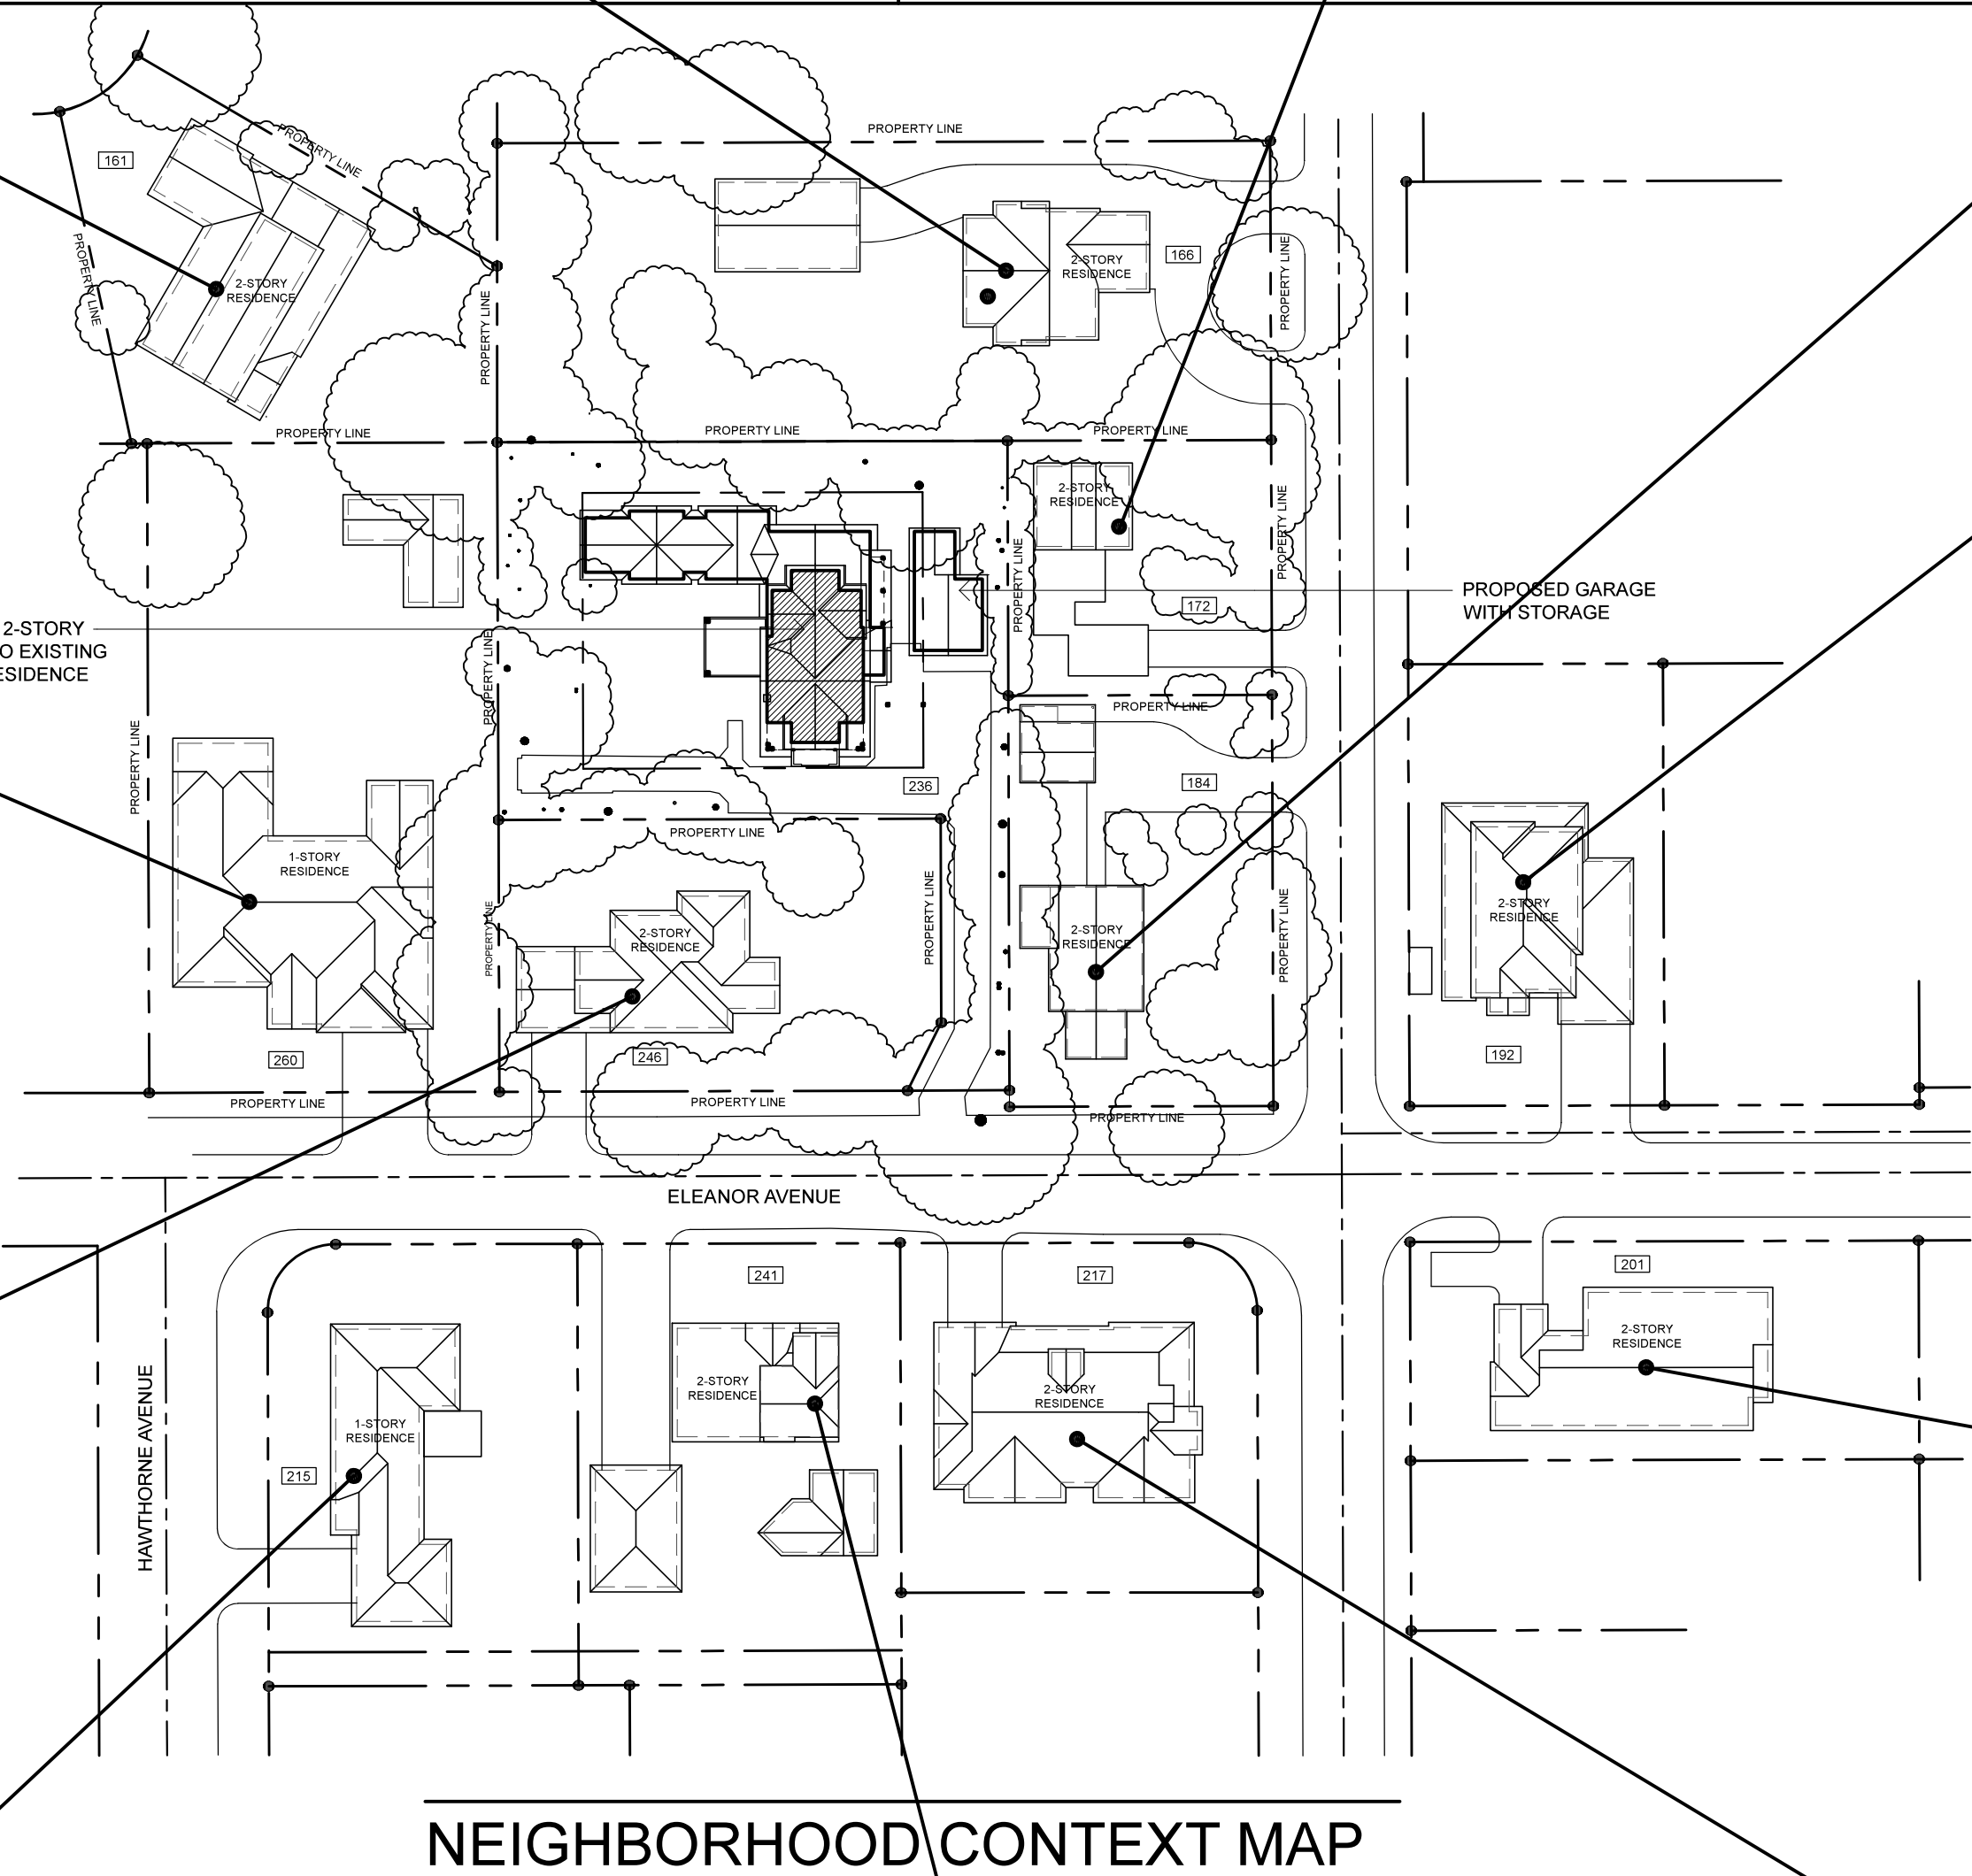 PROPERTY LINE
161
PROPERTY LINE
PROPERTY LINE
166
2-STORY
RESIDENCE
2-STORY
RESIDENCE
PROPERTY LINE
PROPERTY LINE
PROPERTY LINE
PROPERTY LINE
PROPERTY LINE
PROPERTY LINE
2-STORY
RESIDENCE
PROPERTY LINE
PROPERTY LINE
PROPOSED GARAGE
WITH STORAGE
172
2-STORY
O EXISTING
ESIDENCE
PROPERTY LINE
PROPERTY LINE
PROPERTY LINE
184
236
PROPERTY LINE
1-STORY
RESIDENCE
PROPERTY LINE
PROPERTY LINE
PROPERTY LINE
2-STORY
RESIDENCE
2-STORY
RESIDENCE
2-STORY
RESIDENCE
260
246
192
PROPERTY LINE
PROPERTY LINE
PROPERTY LINE
ELEANOR AVENUE
241
217
201
2-STORY
RESIDENCE
HAWTHORNE AVENUE
2-STORY
RESIDENCE
2-STORY
RESIDENCE
1-STORY
RESIDENCE
215
NEIGHBORHOOD CONTEXT MAP